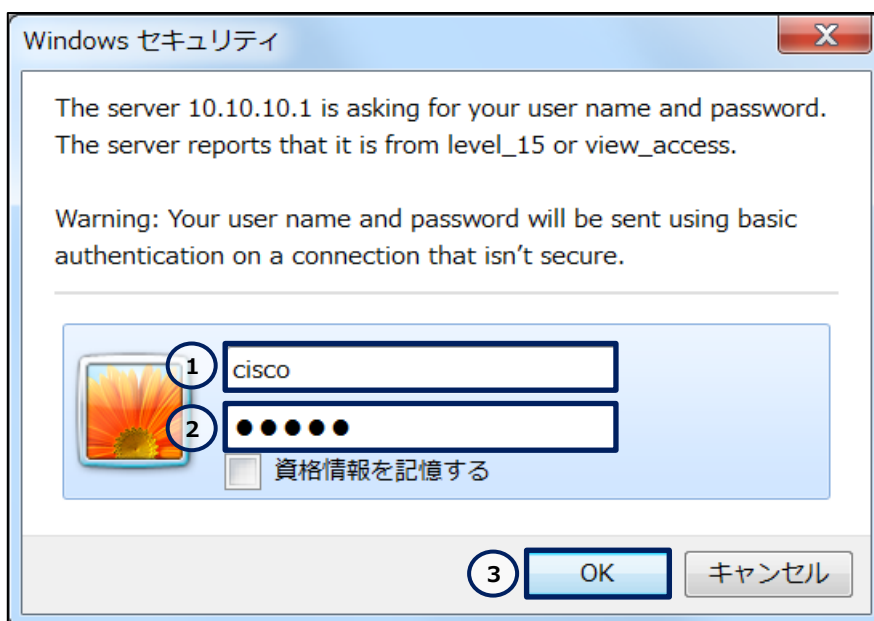 Windows セキュリティ
X
The server 10.10.10.1 is asking for your user name and password.
The server reports that it is from level_15 or view_access.
Warning: Your user name and password will be sent using basic
authentication on a connection that isn’t secure.
1 cisco
2 ●●●●●
資格情報を記憶する
3 OK キャンセル